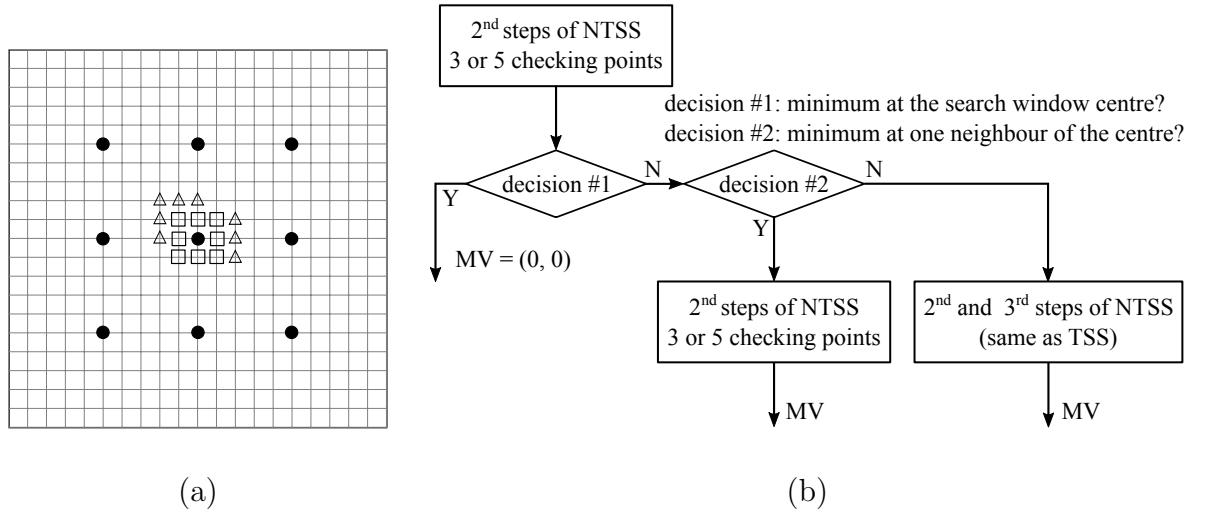 2nd steps of NTSS
3 or 5 checking points
decision #1: minimum at the search window centre?
decision #2: minimum at one neighbour of the centre?
decision #1
N
decision #2
N
Y
Y
MV = (0, 0)
2nd steps of NTSS
3 or 5 checking points
2nd and 3rd steps of NTSS
(same as TSS)
MV
MV
(a)
(b)